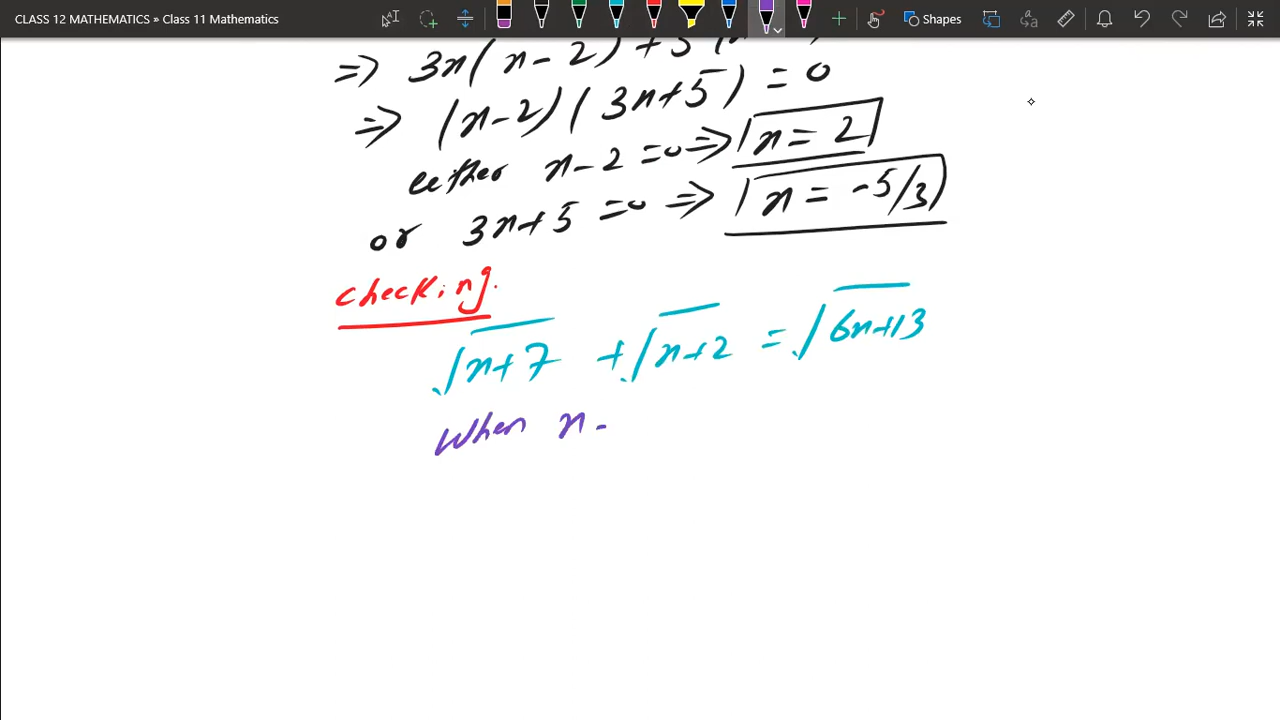 CLASS 12 MATHEMATICS » Class 11 Mathematics
Shapes
=> 3x(x-2)+5(x
=> (x-2)(3x+5) = 0
either x-2=0 => x=2
or 3x+5=0 => x = -5/3
checking.
√x+7 + √x+2 = √6x+13
When x -